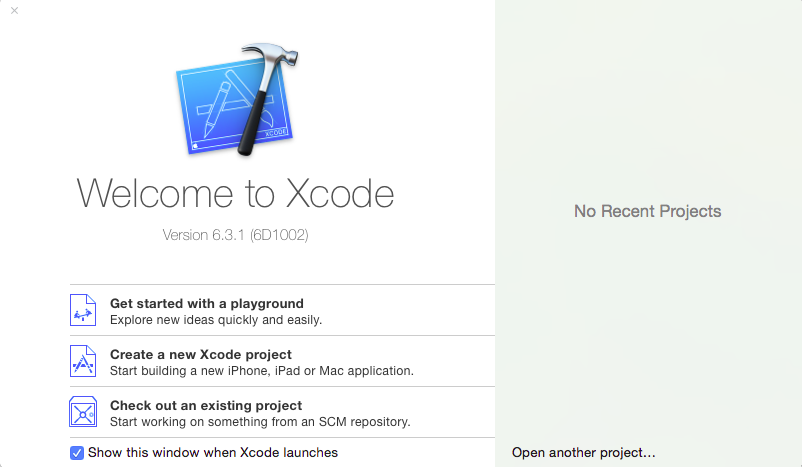 XCODE
Welcome to Xcode
Version 6.3.1 (6D1002)
No Recent Projects
Get started with a playground
Explore new ideas quickly and easily.
Create a new Xcode project
Start building a new iPhone, iPad or Mac application.
Check out an existing project
Start working on something from an SCM repository.
Show this window when Xcode launches
Open another project...